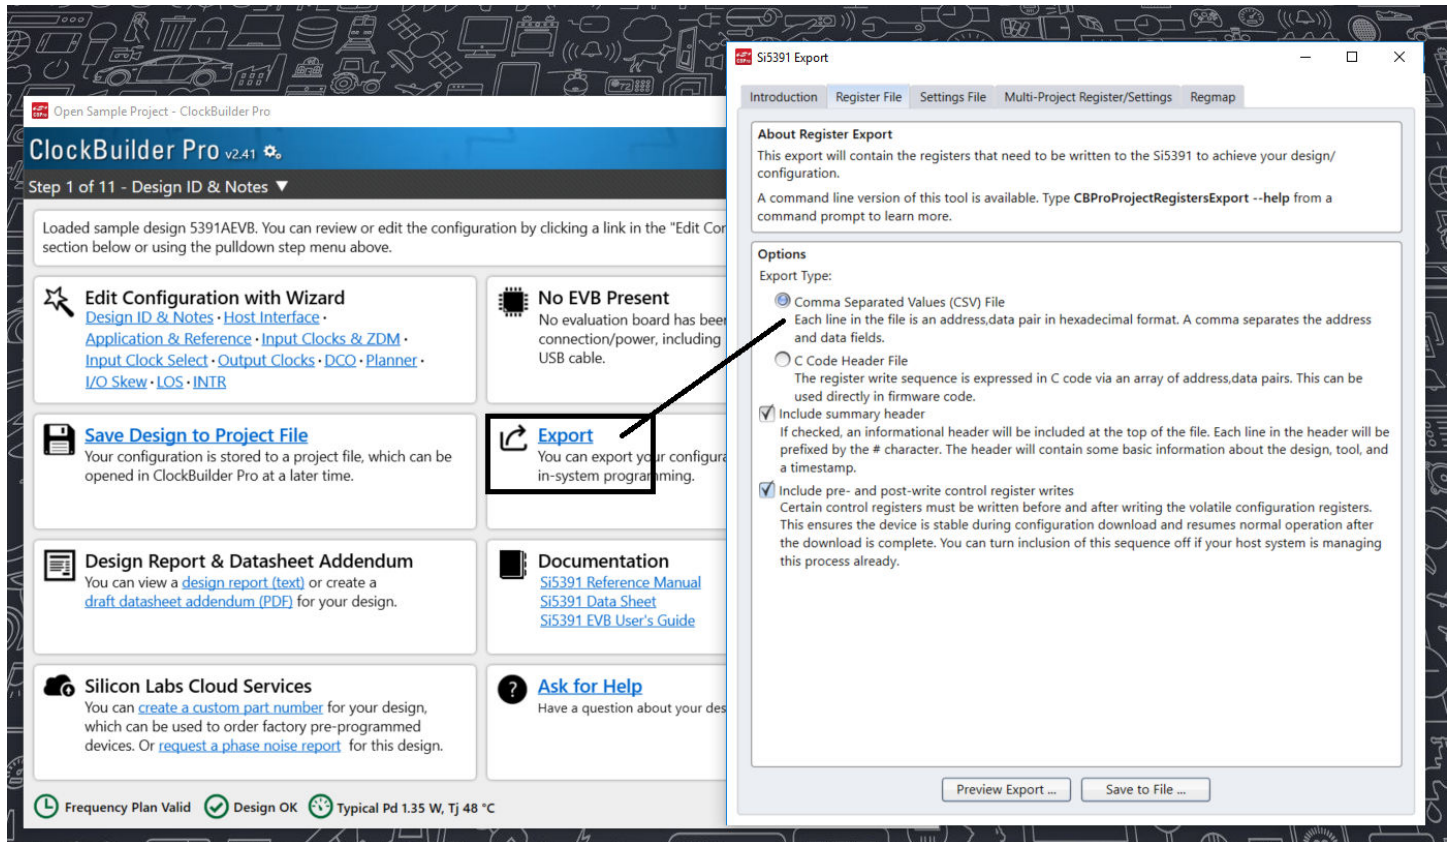 Open Sample Project - ClockBuilder Pro
ClockBuilder Pro v2.41
Step 1 of 11 - Design ID & Notes ▼
Loaded sample design 5391AEVB. You can review or edit the configuration by clicking a link in the "Edit Cor
section below or using the pulldown step menu above.
Edit Configuration with Wizard
Design ID & Notes · Host Interface ·
Application & Reference · Input Clocks & ZDM ·
Input Clock Select · Output Clocks · DCO · Planner ·
I/O Skew · LOS · INTR
No EVB Present
No evaluation board has beer
connection/power, including
USB cable.
Save Design to Project File
Your configuration is stored to a project file, which can be
opened in ClockBuilder Pro at a later time.
Export
You can export your configura
in-system programming.
Design Report & Datasheet Addendum
You can view a design report (text) or create a
draft datasheet addendum (PDF) for your design.
Documentation
Si5391 Reference Manual
Si5391 Data Sheet
Si5391 EVB User's Guide
Silicon Labs Cloud Services
You can create a custom part number for your design,
which can be used to order factory pre-programmed
devices. Or request a phase noise report for this design.
Ask for Help
Have a question about your des
Frequency Plan Valid Design OK Typical Pd 1.35 W, Tj 48 °C
Si5391 Export
Introduction Register File Settings File Multi-Project Register/Settings Regmap
About Register Export
This export will contain the registers that need to be written to the Si5391 to achieve your design/
configuration.
A command line version of this tool is available. Type CBProProjectRegistersExport --help from a
command prompt to learn more.
Options
Export Type:
Comma Separated Values (CSV) File
Each line in the file is an address,data pair in hexadecimal format. A comma separates the address
and data fields.
C Code Header File
The register write sequence is expressed in C code via an array of address,data pairs. This can be
used directly in firmware code.
Include summary header
If checked, an informational header will be included at the top of the file. Each line in the header will be
prefixed by the # character. The header will contain some basic information about the design, tool, and
a timestamp.
Include pre- and post-write control register writes
Certain control registers must be written before and after writing the volatile configuration registers.
This ensures the device is stable during configuration download and resumes normal operation after
the download is complete. You can turn inclusion of this sequence off if your host system is managing
this process already.
Preview Export ... Save to File ...